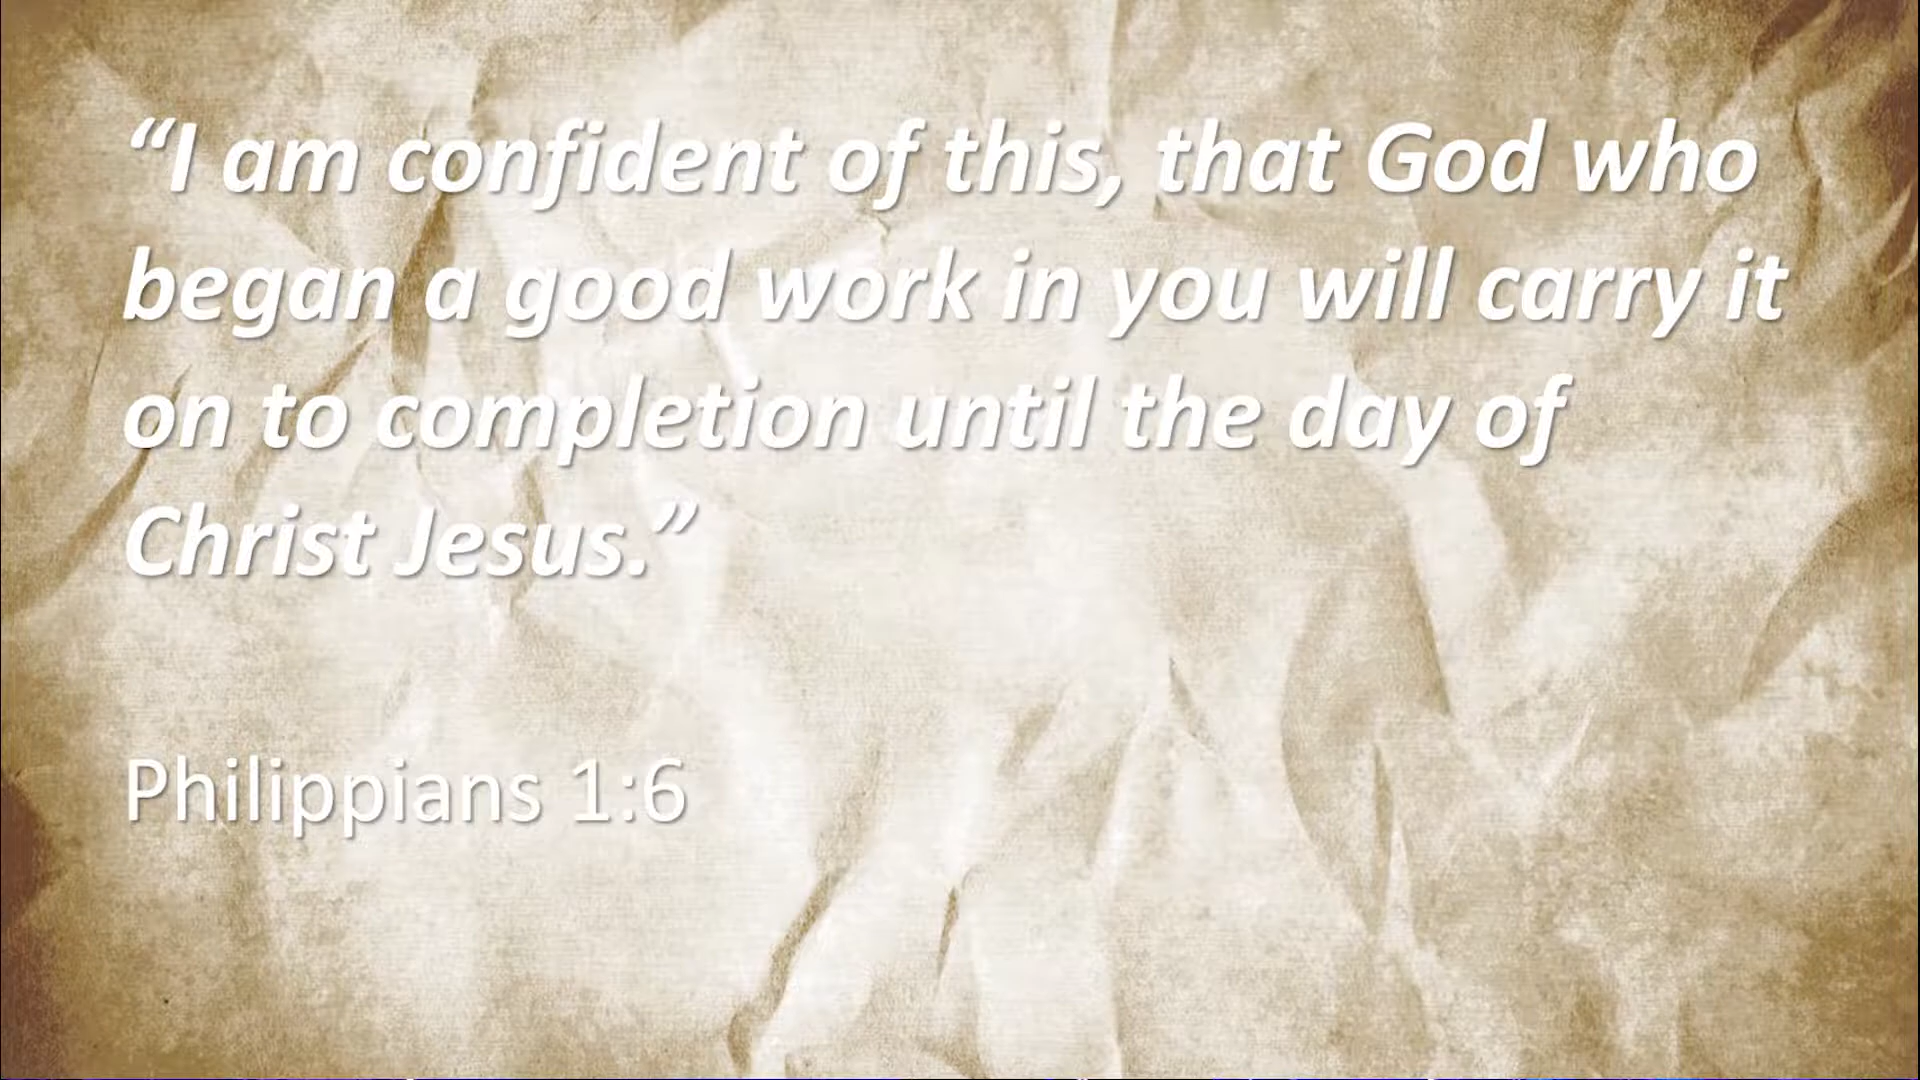 “I am confident of this, that God who
began a good work in you will carry it
on to completion until the day of
Christ Jesus.”
Philippians 1:6